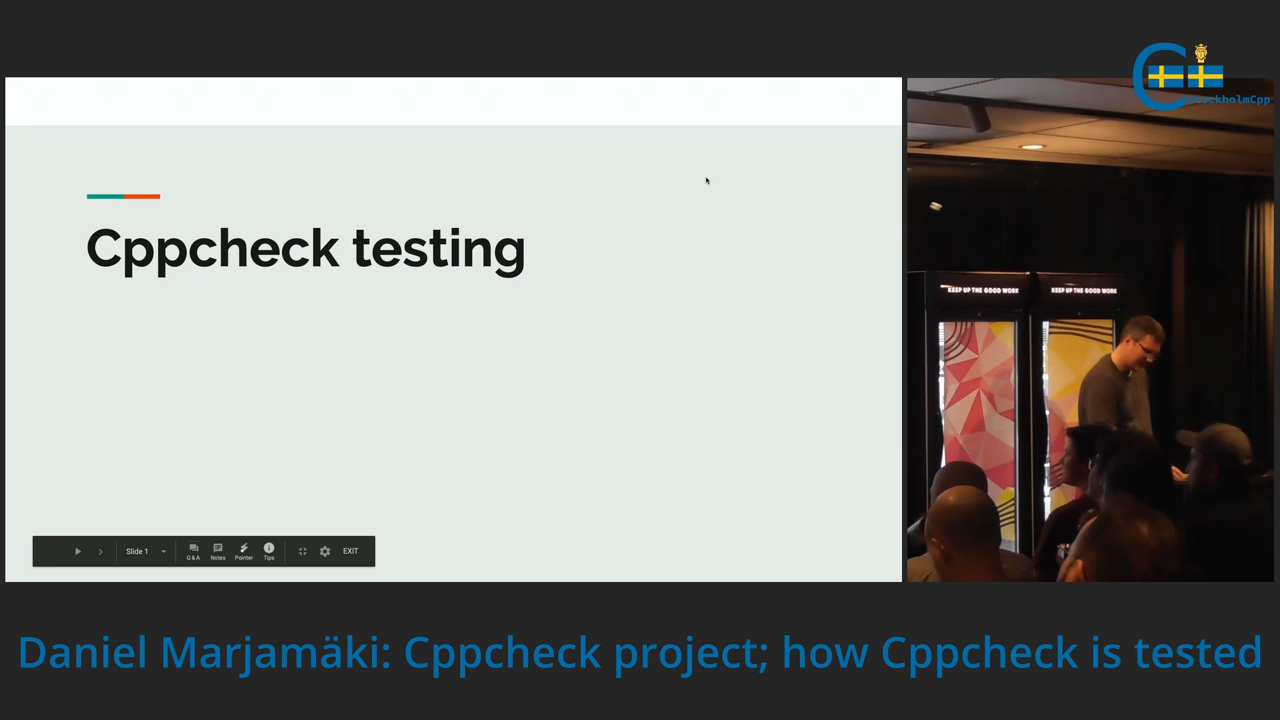 StockholmCpp
Cppcheck testing
KEEP UP THE GOOD WORK
KEEP UP THE GOOD WORK
Slide 1
Q & A
Notes
Pointer
Tips
EXIT
Daniel Marjamäki: Cppcheck project; how Cppcheck is tested